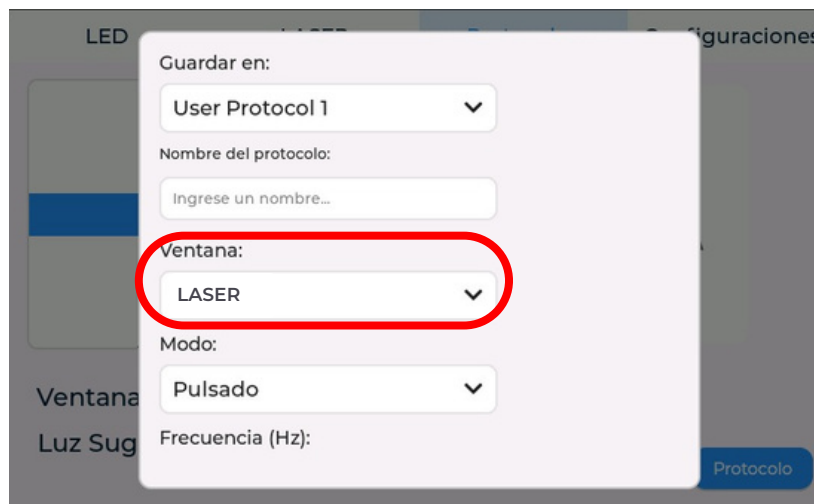 LED
Guardar en:
User Protocol 1
Nombre del protocolo:
Ingrese un nombre...
Ventana:
LASER
Modo:
Pulsado
Frecuencia (Hz):
Ventana
Luz Sug
Protocolo